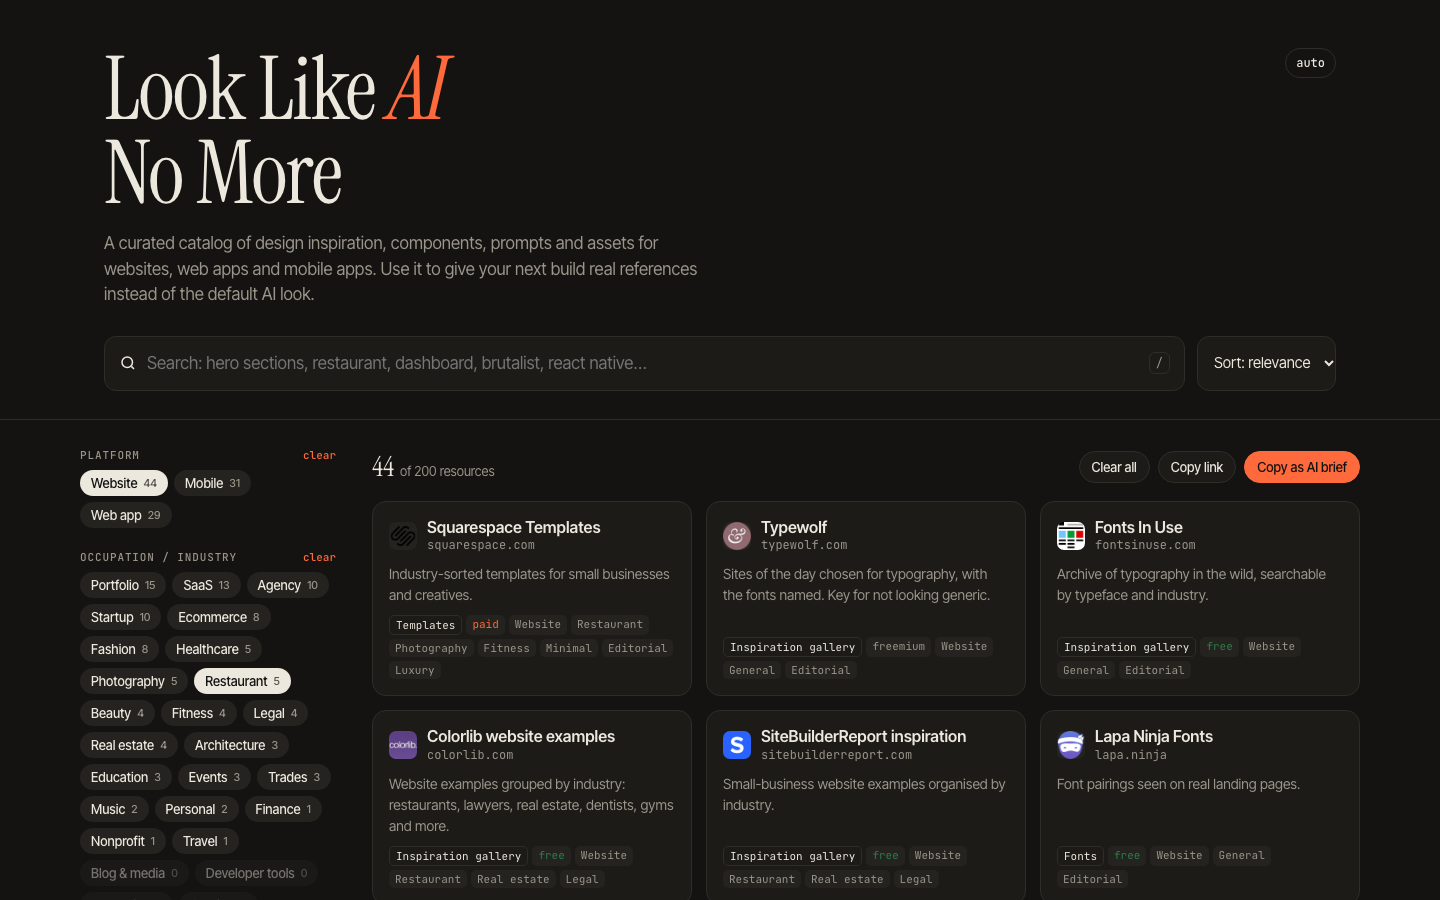 Look Like AI
No More
auto
A curated catalog of design inspiration, components, prompts and assets for
websites, web apps and mobile apps. Use it to give your next build real references
instead of the default AI look.
Search: hero sections, restaurant, dashboard, brutalist, react native...
/
Sort: relevance
PLATFORM clear
Website 44 Mobile 31
Web app 29
OCCUPATION / INDUSTRY clear
Portfolio 15 SaaS 13 Agency 10
Startup 10 Ecommerce 8
Fashion 8 Healthcare 5
Photography 5 Restaurant 5
Beauty 4 Fitness 4 Legal 4
Real estate 4 Architecture 3
Education 3 Events 3 Trades 3
Music 2 Personal 2 Finance 1
Nonprofit 1 Travel 1
Blog & media 0 Developer tools 0
44 of 200 resources
Clear all Copy link Copy as AI brief
Squarespace Templates
squarespace.com
Industry-sorted templates for small businesses
and creatives.
Templates paid Website Restaurant
Photography Fitness Minimal Editorial
Luxury
Typewolf
typewolf.com
Sites of the day chosen for typography, with
the fonts named. Key for not looking generic.
Inspiration gallery freemium Website
General Editorial
Fonts In Use
fontsinuse.com
Archive of typography in the wild, searchable
by typeface and industry.
Inspiration gallery free Website
General Editorial
colorlib.
Colorlib website examples
colorlib.com
Website examples grouped by industry:
restaurants, lawyers, real estate, dentists, gyms
and more.
Inspiration gallery free Website
Restaurant Real estate Legal
S
SiteBuilderReport inspiration
sitebuilderreport.com
Small-business website examples organised by
industry.
Inspiration gallery free Website
Restaurant Real estate Legal
Lapa Ninja Fonts
lapa.ninja
Font pairings seen on real landing pages.
Fonts free Website General
Editorial